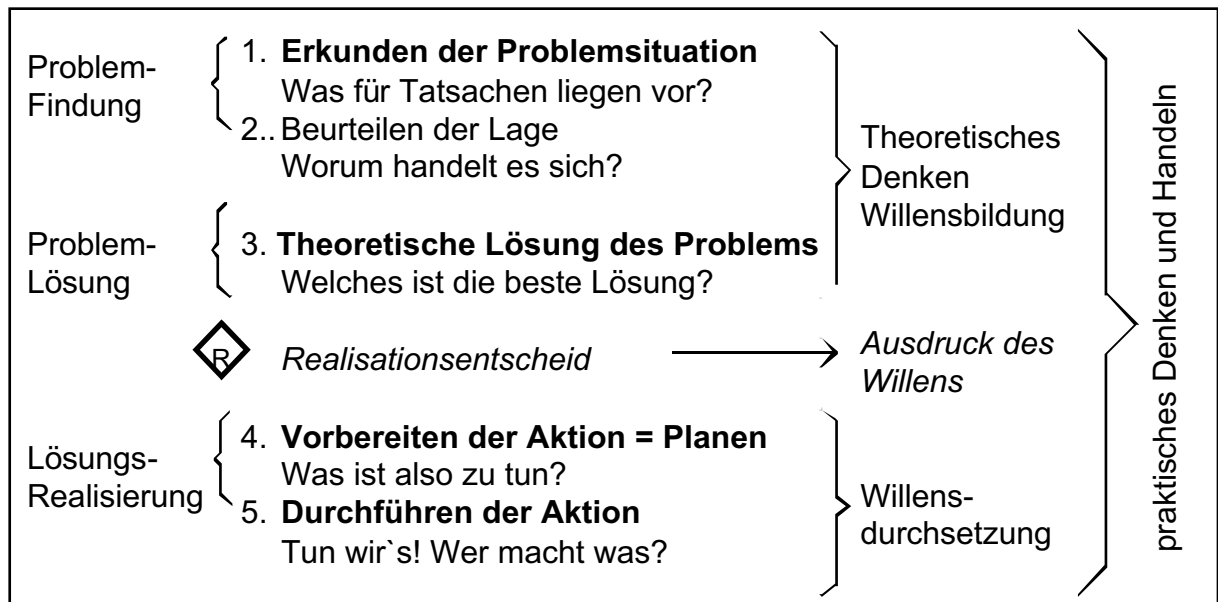 Problem-
Findung
1. Erkunden der Problemsituation
Was für Tatsachen liegen vor?
2.. Beurteilen der Lage
Worum handelt es sich?
Theoretisches
Denken
Willensbildung
Problem-
Lösung
3. Theoretische Lösung des Problems
Welches ist die beste Lösung?
R
Realisationsentscheid
Ausdruck des
Willens
Lösungs-
Realisierung
4. Vorbereiten der Aktion = Planen
Was ist also zu tun?
5. Durchführen der Aktion
Tun wir`s! Wer macht was?
Willens-
durchsetzung
praktisches Denken und Handeln